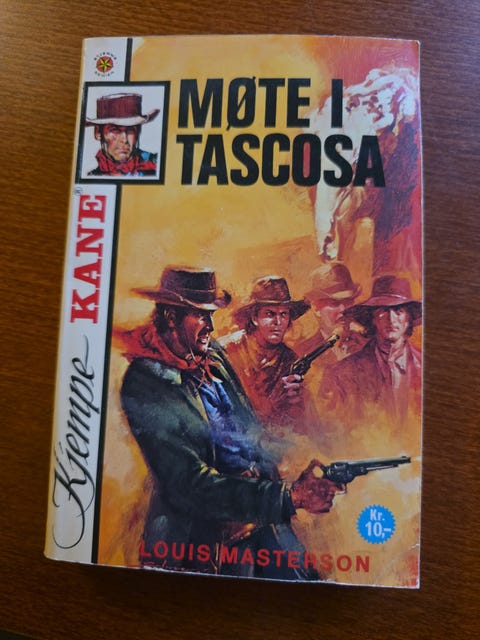 MØTE I
TASCOSA
Kjempe KANE®
Kr.
10,-
LOUIS MASTERSON